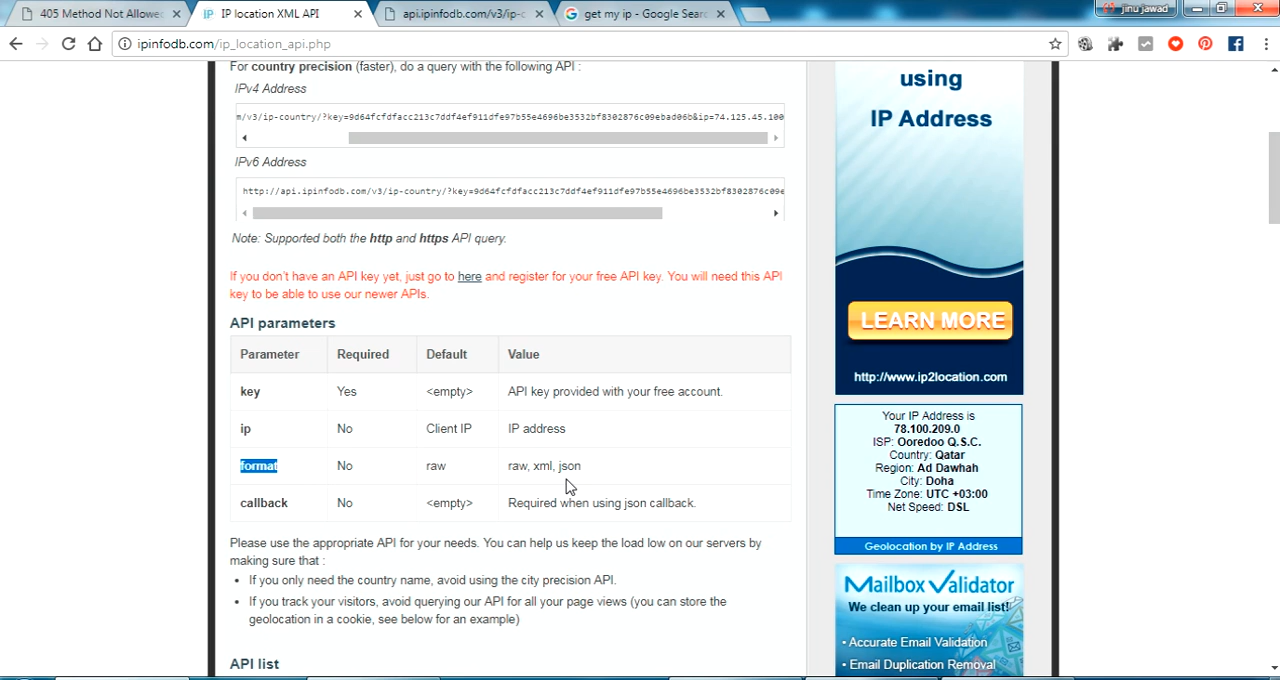 405 Method Not Allowe
IP location XML API
api.ipinfodb.com/v3/ip-c
get my ip - Google Sear
jinu jawad
ipinfodb.com/ip_location_api.php
For country precision (faster), do a query with the following API :
IPv4 Address
m/v3/ip-country/?key=9d64fcfdfacc213c7ddf4ef911dfe97b55e4696be3532bf8302876c09ebad06b&ip=74.125.45.100
IPv6 Address
http://api.ipinfodb.com/v3/ip-country/?key=9d64fcfdfacc213c7ddf4ef911dfe97b55e4696be3532bf8302876c09e
Note: Supported both the http and https API query.
If you don't have an API key yet, just go to here and register for your free API key. You will need this API
key to be able to use our newer APIs.
API parameters
Parameter Required Default Value
key Yes <empty> API key provided with your free account.
ip No Client IP IP address
format No raw raw, xml, json
callback No <empty> Required when using json callback.
Please use the appropriate API for your needs. You can help us keep the load low on our servers by
making sure that :
• If you only need the country name, avoid using the city precision API.
• If you track your visitors, avoid querying our API for all your page views (you can store the
geolocation in a cookie, see below for an example)
API list
using
IP Address
LEARN MORE
http://www.ip2location.com
Your IP Address is
78.100.209.0
ISP: Ooredoo Q.S.C.
Country: Qatar
Region: Ad Dawhah
City: Doha
Time Zone: UTC +03:00
Net Speed: DSL
Geolocation by IP Address
Mailbox Validator
We clean up your email list!
• Accurate Email Validation
• Email Duplication Removal